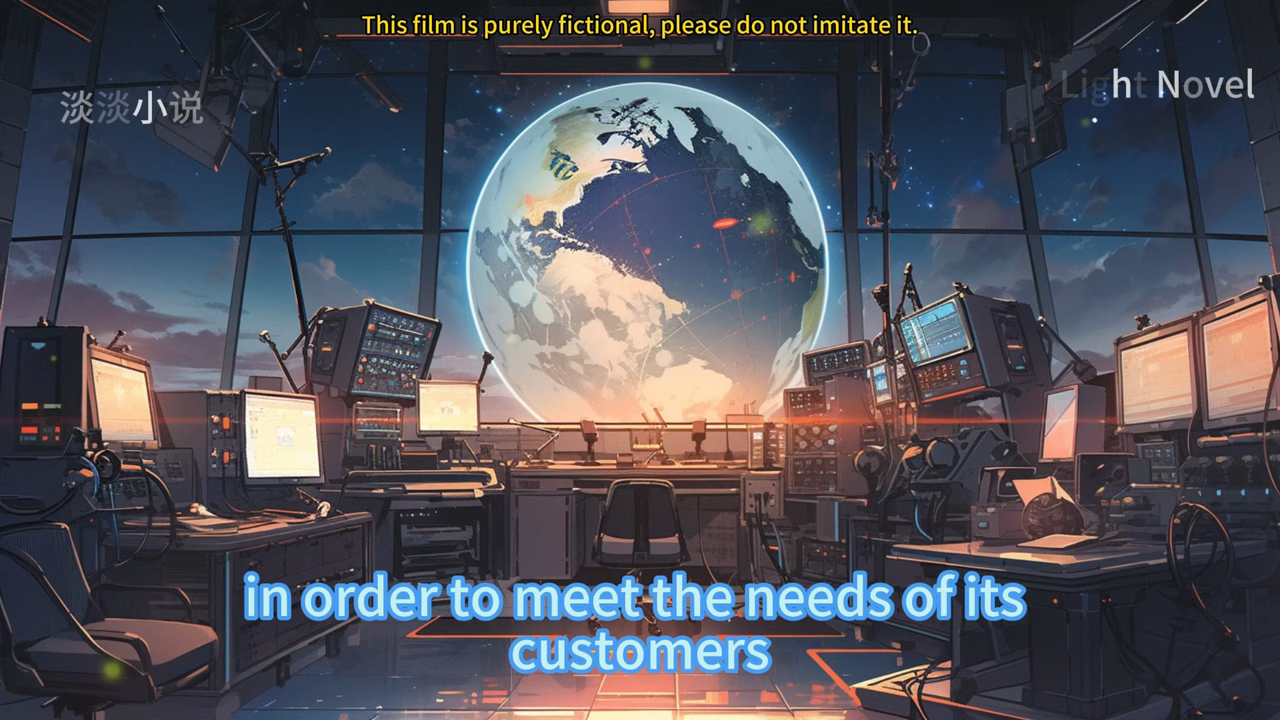 This film is purely fictional, please do not imitate it.
淡淡小说
Light Novel
in order to meet the needs of its
customers